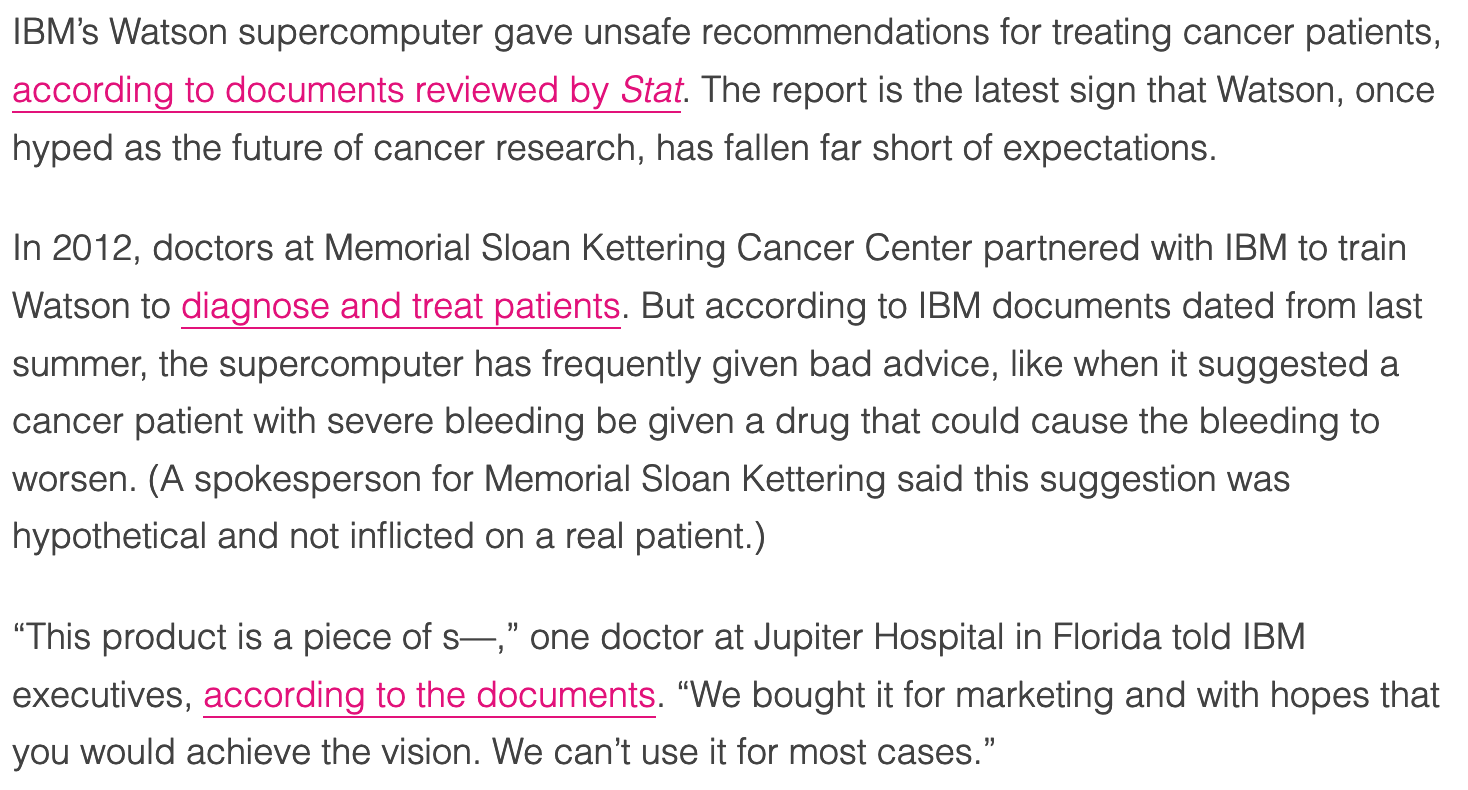 IBM’s Watson supercomputer gave unsafe recommendations for treating cancer patients,
according to documents reviewed by Stat. The report is the latest sign that Watson, once
hyped as the future of cancer research, has fallen far short of expectations.
In 2012, doctors at Memorial Sloan Kettering Cancer Center partnered with IBM to train
Watson to diagnose and treat patients. But according to IBM documents dated from last
summer, the supercomputer has frequently given bad advice, like when it suggested a
cancer patient with severe bleeding be given a drug that could cause the bleeding to
worsen. (A spokesperson for Memorial Sloan Kettering said this suggestion was
hypothetical and not inflicted on a real patient.)
“This product is a piece of s—,” one doctor at Jupiter Hospital in Florida told IBM
executives, according to the documents. “We bought it for marketing and with hopes that
you would achieve the vision. We can’t use it for most cases.”